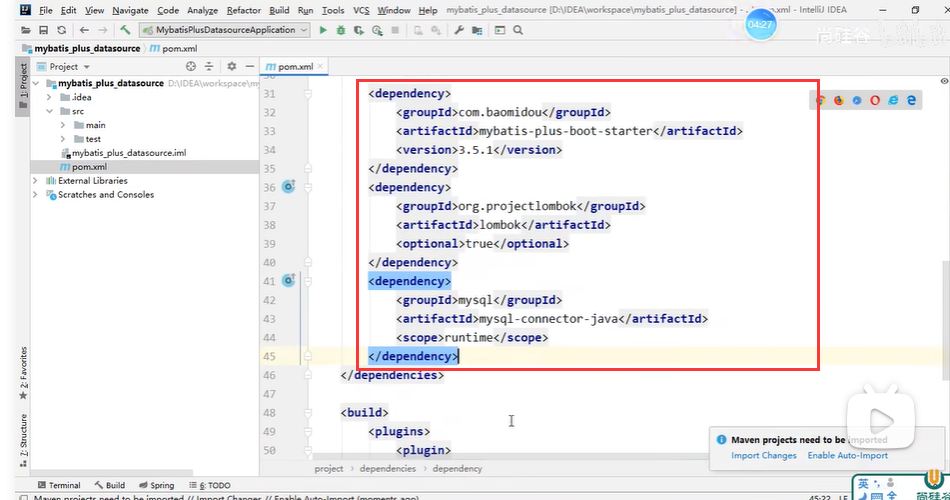 File Edit View Navigate Code Analyze Refactor Build Run Tools VCS Window Help mybatis_plus_datasource [D:\IDEA\workspace\mybatis_plus_datasource] - ...\pom.xml - IntelliJ IDEA
MybatisPlusDatasourceApplication
04:27
尚硅谷
mybatis_plus_datasource pom.xml
1: Project
Project
pom.xml
mybatis_plus_datasource D:\IDEA\workspace\m
.idea
src
main
test
mybatis_plus_datasource.iml
pom.xml
External Libraries
Scratches and Consoles
31 <dependency>
32 <groupId>com.baomidou</groupId>
33 <artifactId>mybatis-plus-boot-starter</artifactId>
34 <version>3.5.1</version>
35 </dependency>
36 <dependency>
37 <groupId>org.projectlombok</groupId>
38 <artifactId>lombok</artifactId>
39 <optional>true</optional>
40 </dependency>
41 <dependency>
42 <groupId>mysql</groupId>
43 <artifactId>mysql-connector-java</artifactId>
44 <scope>runtime</scope>
45 </dependency>
46 </dependencies>
47
48 <build>
49 <plugins>
50 <plugin>
2: Favorites
Z: Structure
project dependencies dependency
Maven projects need to be imported
Import Changes Enable Auto-Import
Terminal Build Spring 6: TODO
Maven projects need to be imported // Import Changes // Enable Auto-Import (moments ago)
45:22 LF
英
全
尚硅谷